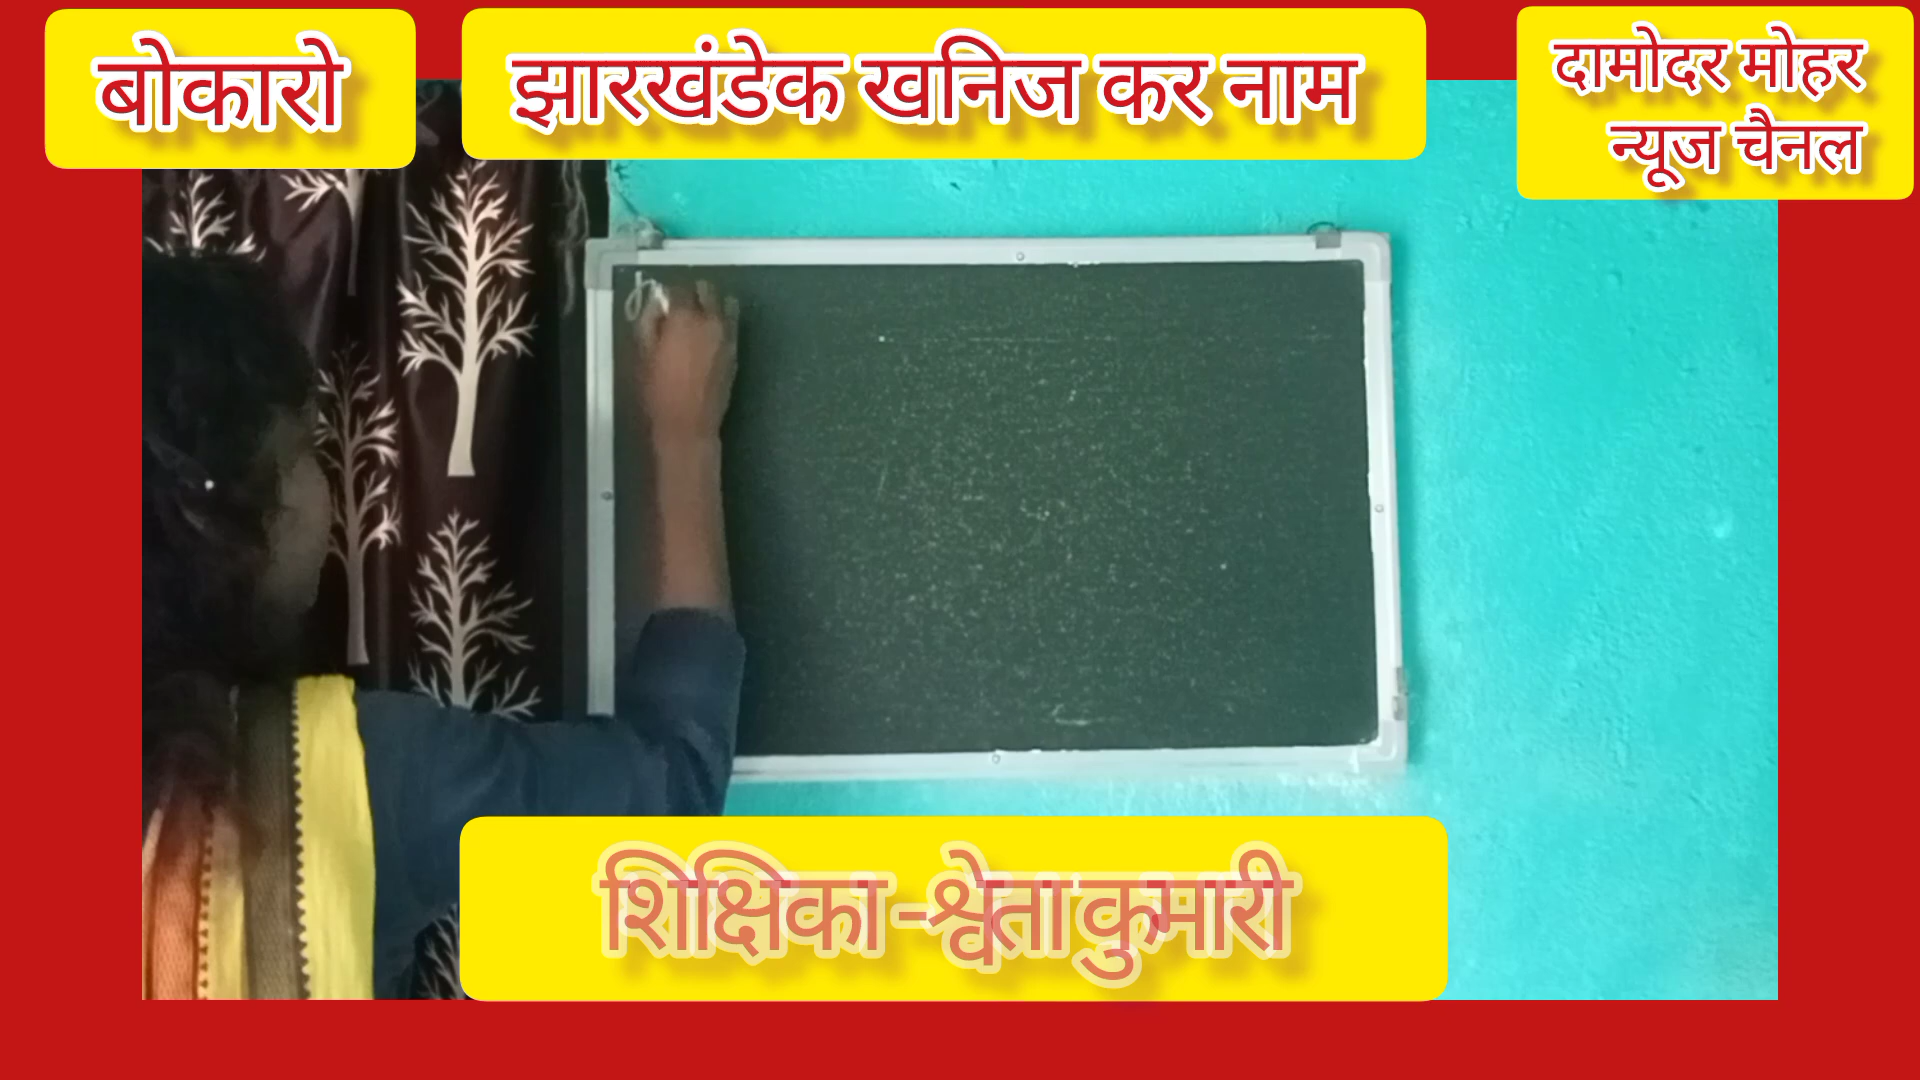 बोकारो
झारखंडेक खनिज कर नाम
दामोदर मोहर
न्यूज चैनल
शिक्षिका -श्वेता कुमारी